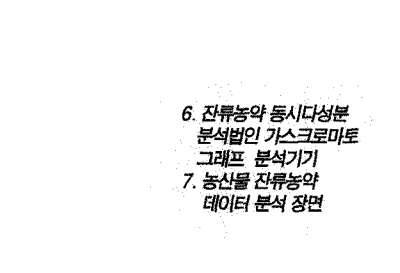 6. 잔류농약 동시다성분
분석법인 가스크로마토
그래프 분석기기
7. 농산물 잔류농약
데이터 분석 장면